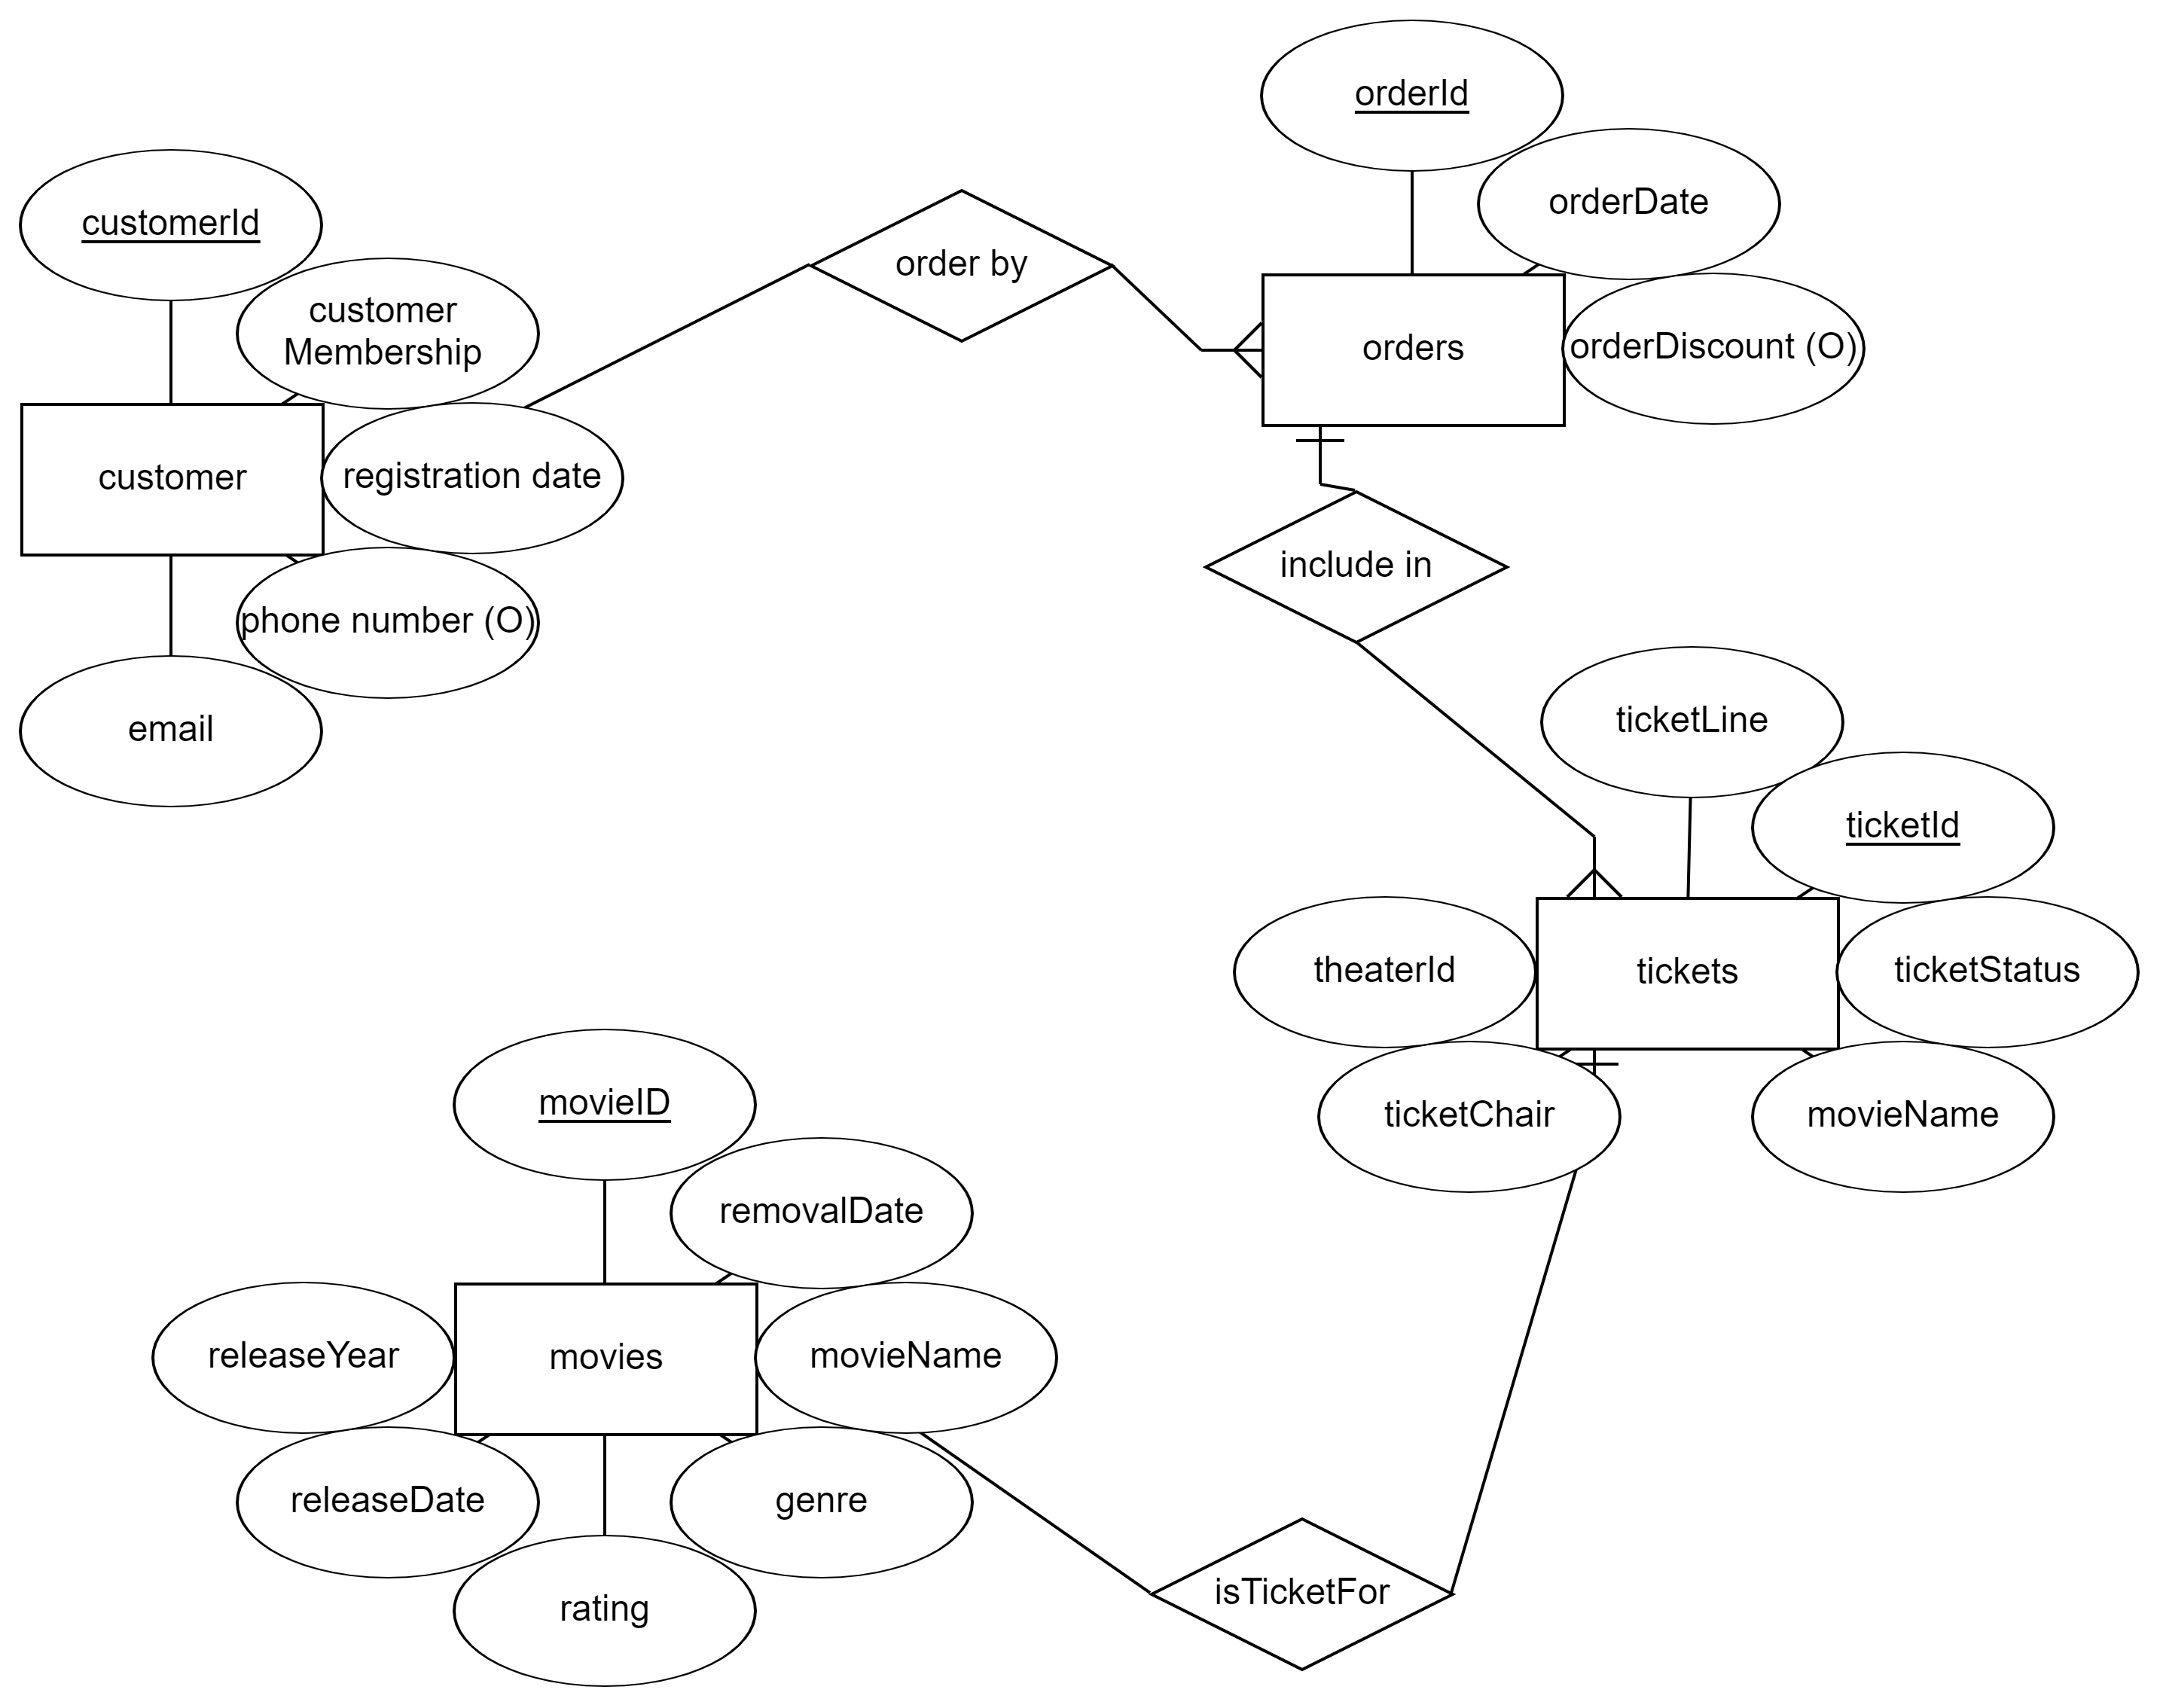 orderId
orderDate
customerId
order by
customer
Membership
orders
orderDiscount (O)
customer
registration date
include in
phone number (O)
email
ticketLine
ticketId
theaterId
tickets
ticketStatus
movieID
ticketChair
movieName
removalDate
releaseYear
movies
movieName
releaseDate
genre
rating
isTicketFor